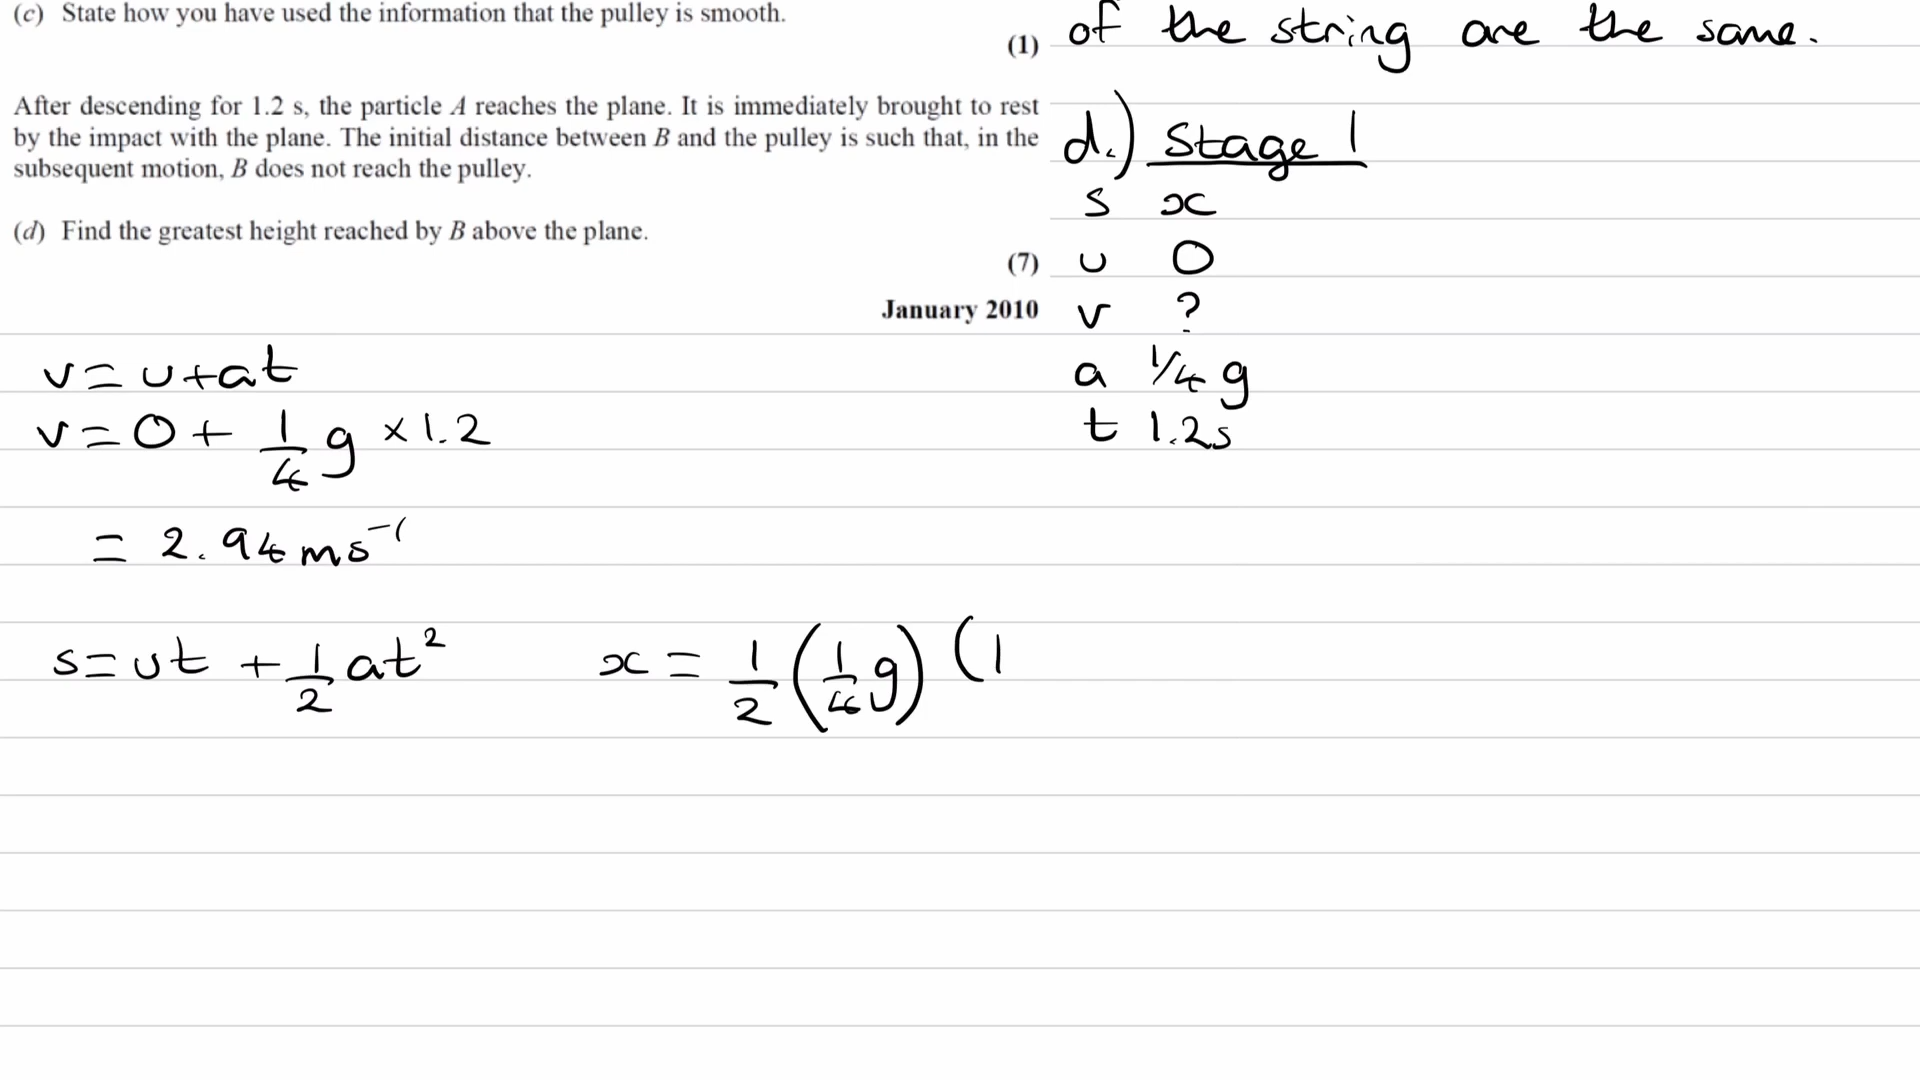 (c) State how you have used the information that the pulley is smooth.
(1)
After descending for 1.2 s, the particle A reaches the plane. It is immediately brought to rest
by the impact with the plane. The initial distance between B and the pulley is such that, in the
subsequent motion, B does not reach the pulley.
(d) Find the greatest height reached by B above the plane.
(7)
January 2010
v=u+at
v=0+ 1/4 g ×1.2
= 2.94ms⁻¹
s=ut + 1/2 at²
x = 1/2 (1/4 g) (1
of the string are the same.
d.) Stage 1
s x
u 0
v ?
a 1/4 g
t 1.2s